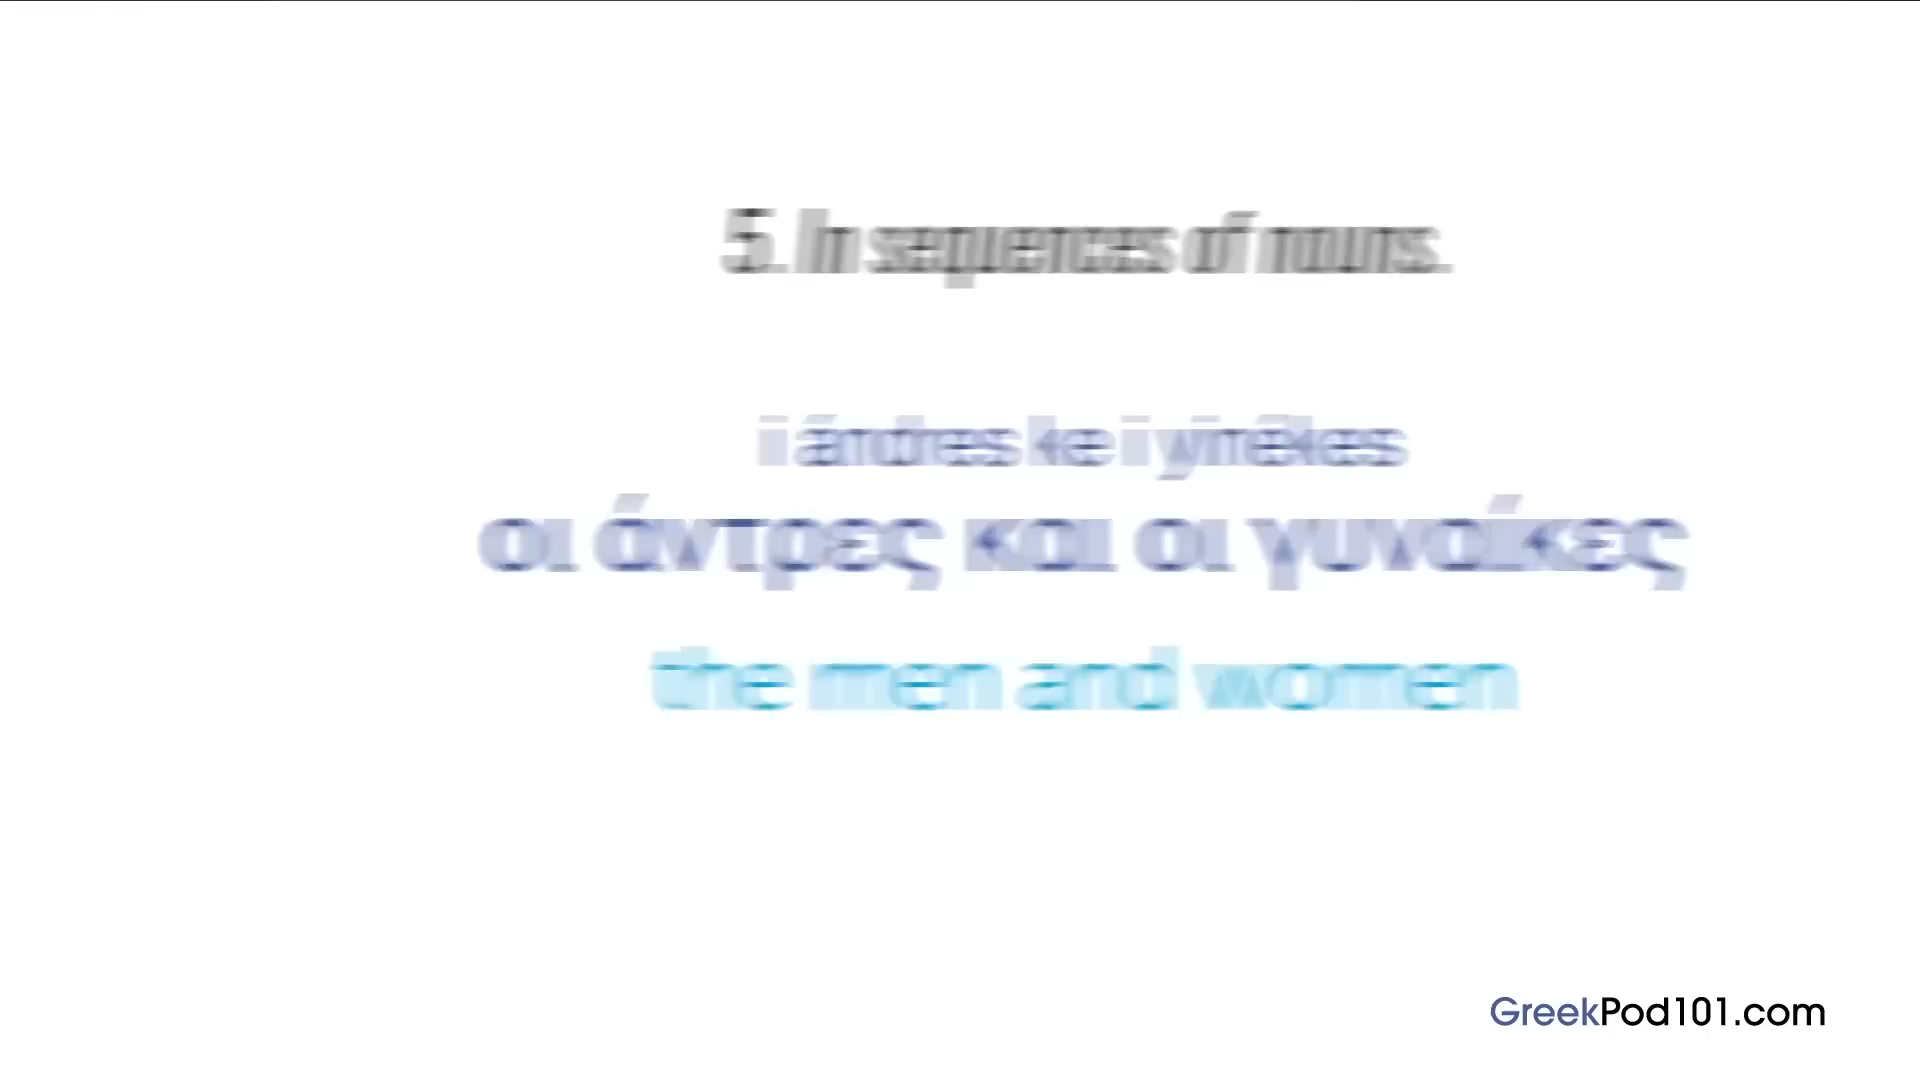 5. In sequences of nouns.
i ándres ke i yinékes
οι άντρες και οι γυναίκες
the men and women
GreekPod101.com